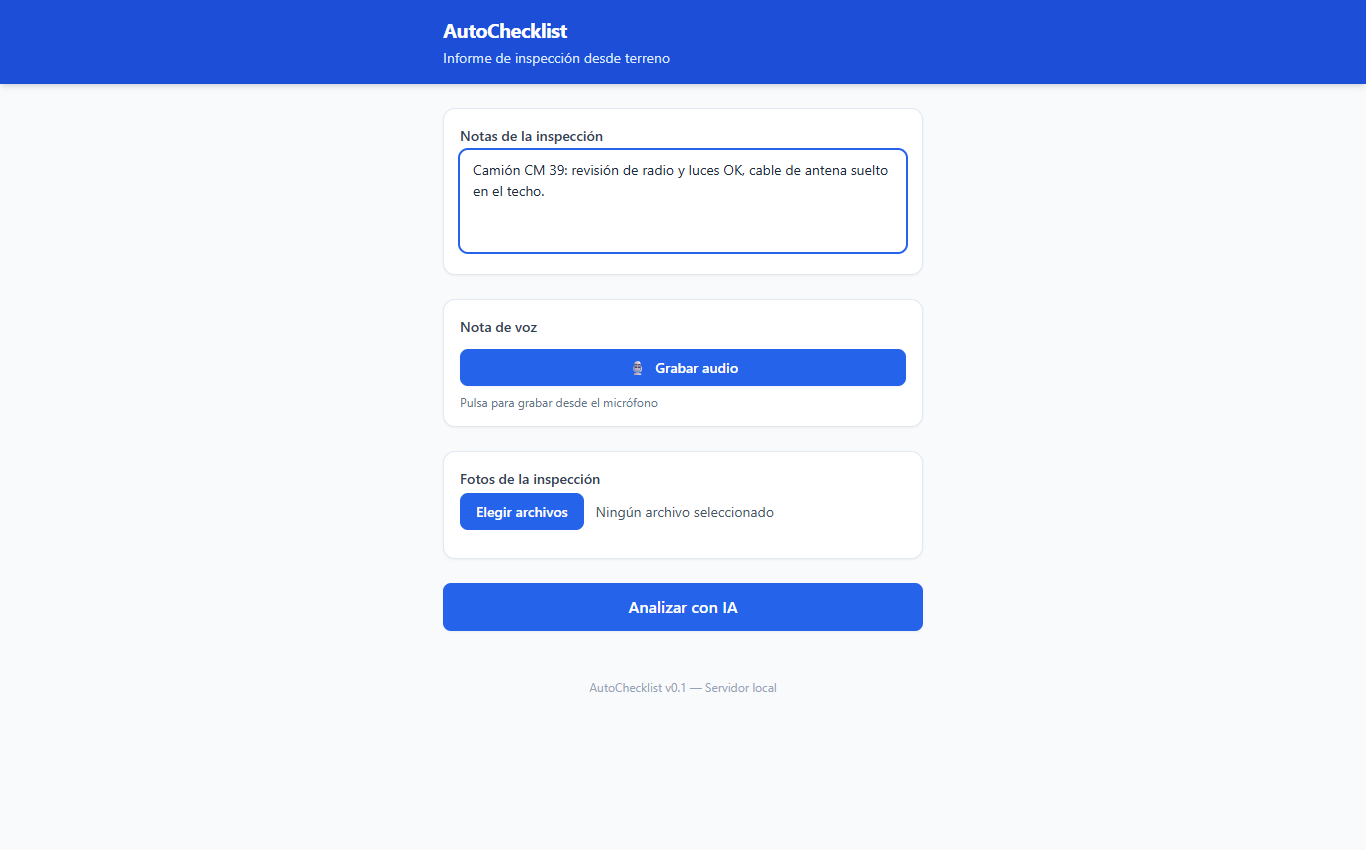 AutoChecklist
Informe de inspección desde terreno
Notas de la inspección
Camión CM 39: revisión de radio y luces OK, cable de antena suelto
en el techo.
Nota de voz
Grabar audio
Pulsa para grabar desde el micrófono
Fotos de la inspección
Elegir archivos Ningún archivo seleccionado
Analizar con IA
AutoChecklist v0.1 — Servidor local